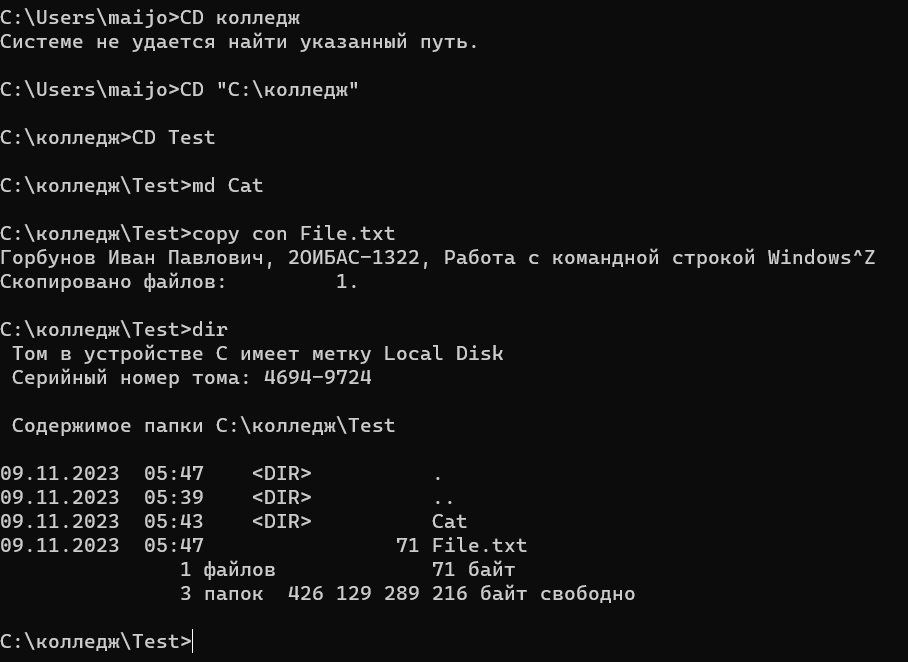 C:\Users\maijo>CD колледж
Системе не удается найти указанный путь.
C:\Users\maijo>CD "C:\колледж"
C:\колледж>CD Test
C:\колледж\Test>md Cat
C:\колледж\Test>copy con File.txt
Горбунов Иван Павлович, 2ОИБАС-1322, Работа с командной строкой Windows^Z
Скопировано файлов:         1.
C:\колледж\Test>dir
 Том в устройстве C имеет метку Local Disk
 Серийный номер тома: 4694-9724
 Содержимое папки C:\колледж\Test
09.11.2023  05:47    <DIR>          .
09.11.2023  05:39    <DIR>          ..
09.11.2023  05:43    <DIR>          Cat
09.11.2023  05:47                71 File.txt
               1 файлов             71 байт
               3 папок  426 129 289 216 байт свободно
C:\колледж\Test>